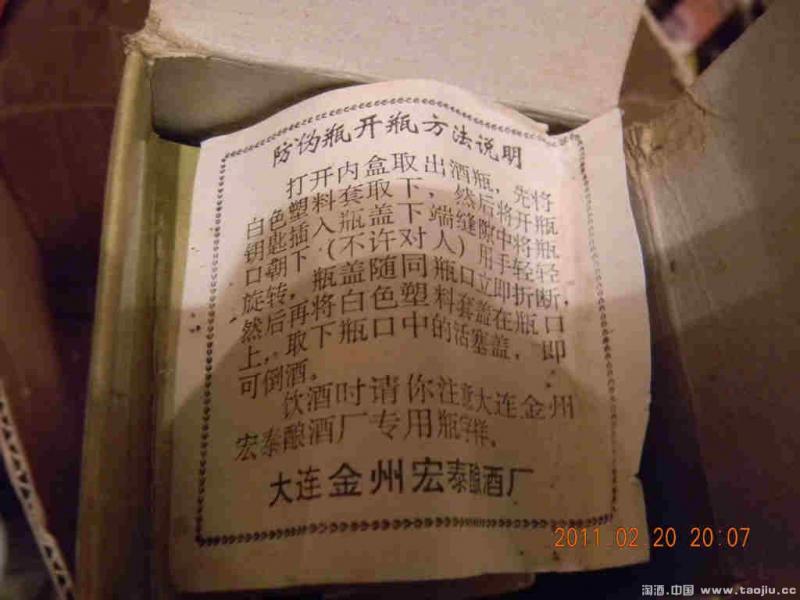 防伪瓶开瓶方法说明
打开内盒取出酒瓶，先将
白色塑料套取下，然后将开瓶
钥匙插入瓶盖下端缝隙中将瓶
口朝下（不许对人）用手轻轻
旋转，瓶盖随同瓶口立即折断，
然后再将白色塑料套盖在瓶口
上，取下瓶口中的活塞盖，即
可倒酒。
饮酒时请你注意大连金州
宏泰酿酒厂专用瓶字样。
大连金州宏泰酿酒厂
2011.02.20 20:07
淘酒.中国 www.taojiu.cc